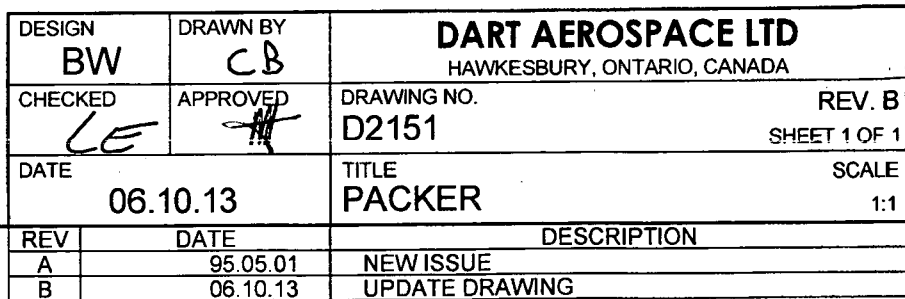 DESIGN
BW
DRAWN BY
CB
DART AEROSPACE LTD
HAWKESBURY, ONTARIO, CANADA
CHECKED
LE
APPROVED
DRAWING NO.
D2151
REV. B
SHEET 1 OF 1
DATE
06.10.13
TITLE
PACKER
SCALE
1:1
REV DATE DESCRIPTION
A 95.05.01 NEW ISSUE
B 06.10.13 UPDATE DRAWING